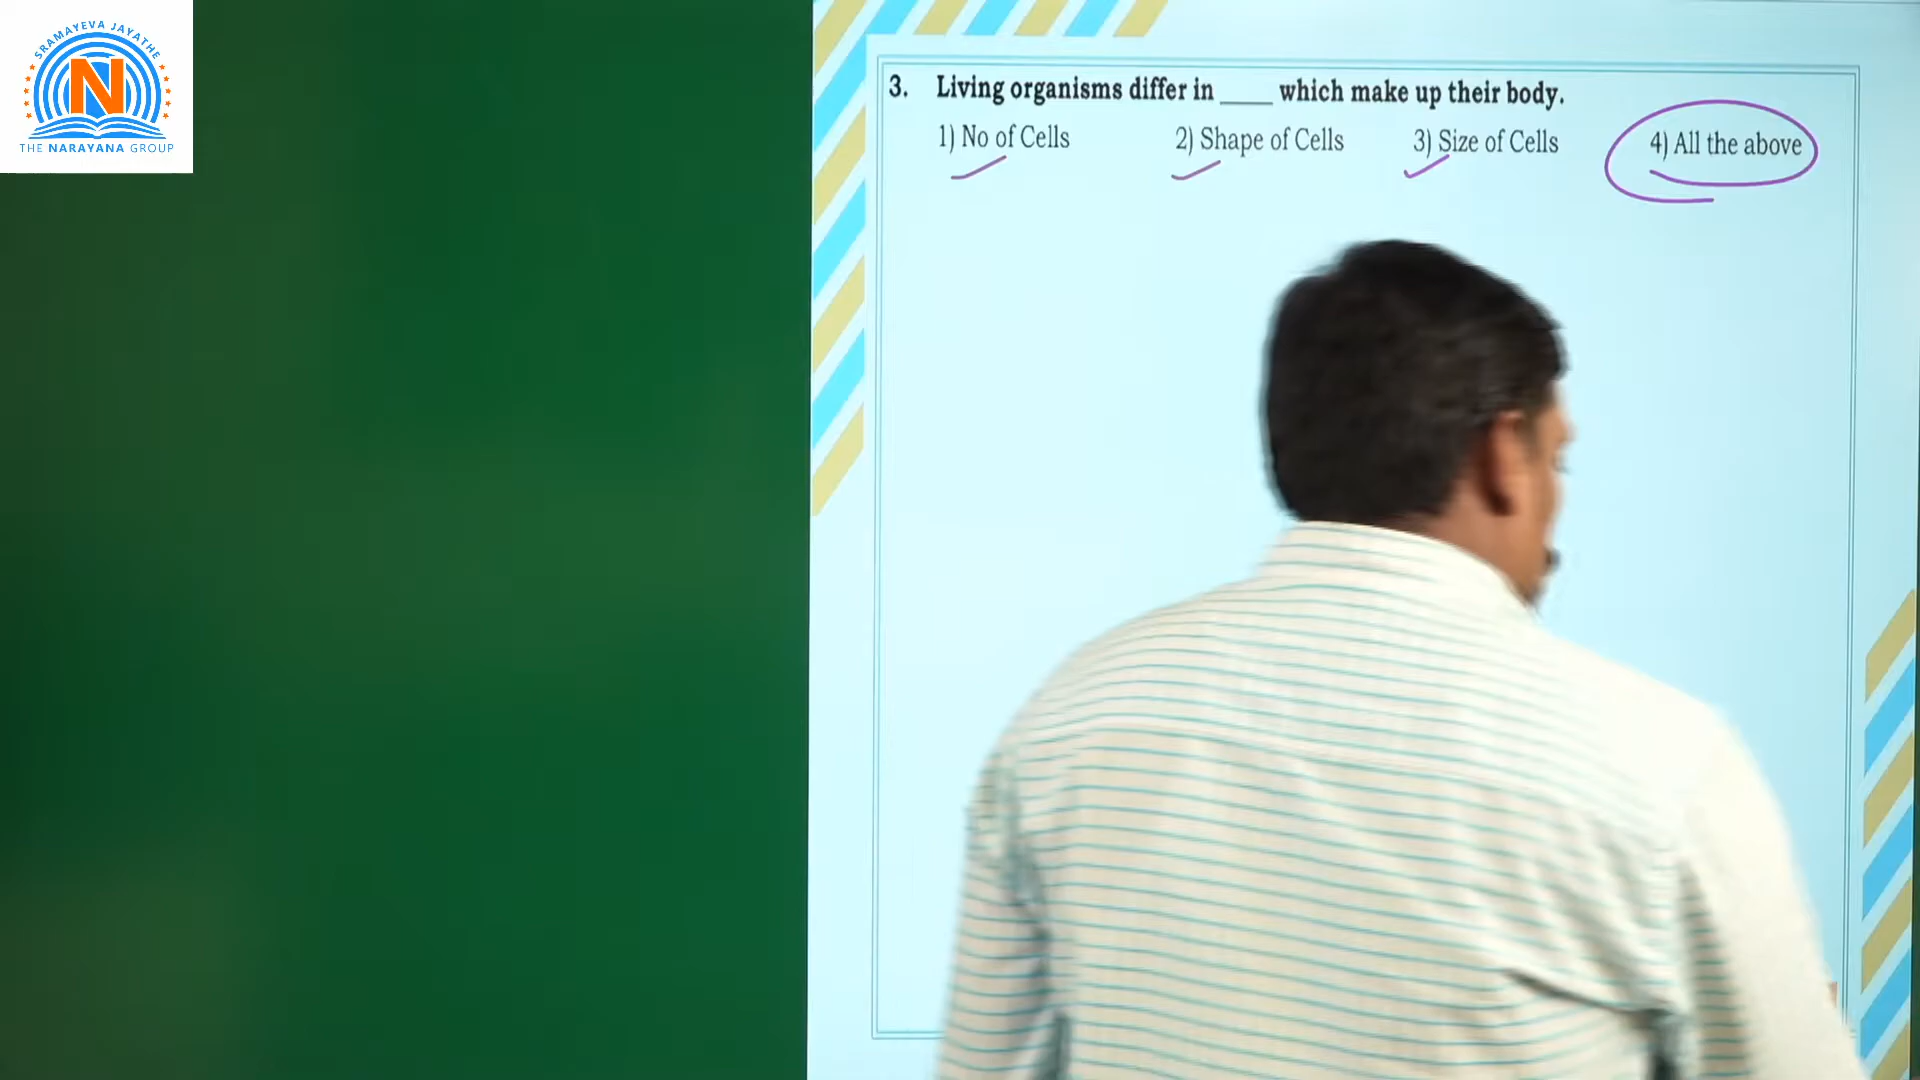 SRAMAYEVA JAYATHE
N
THE NARAYANA GROUP
3. Living organisms differ in ____ which make up their body.
1) No of Cells 2) Shape of Cells 3) Size of Cells 4) All the above